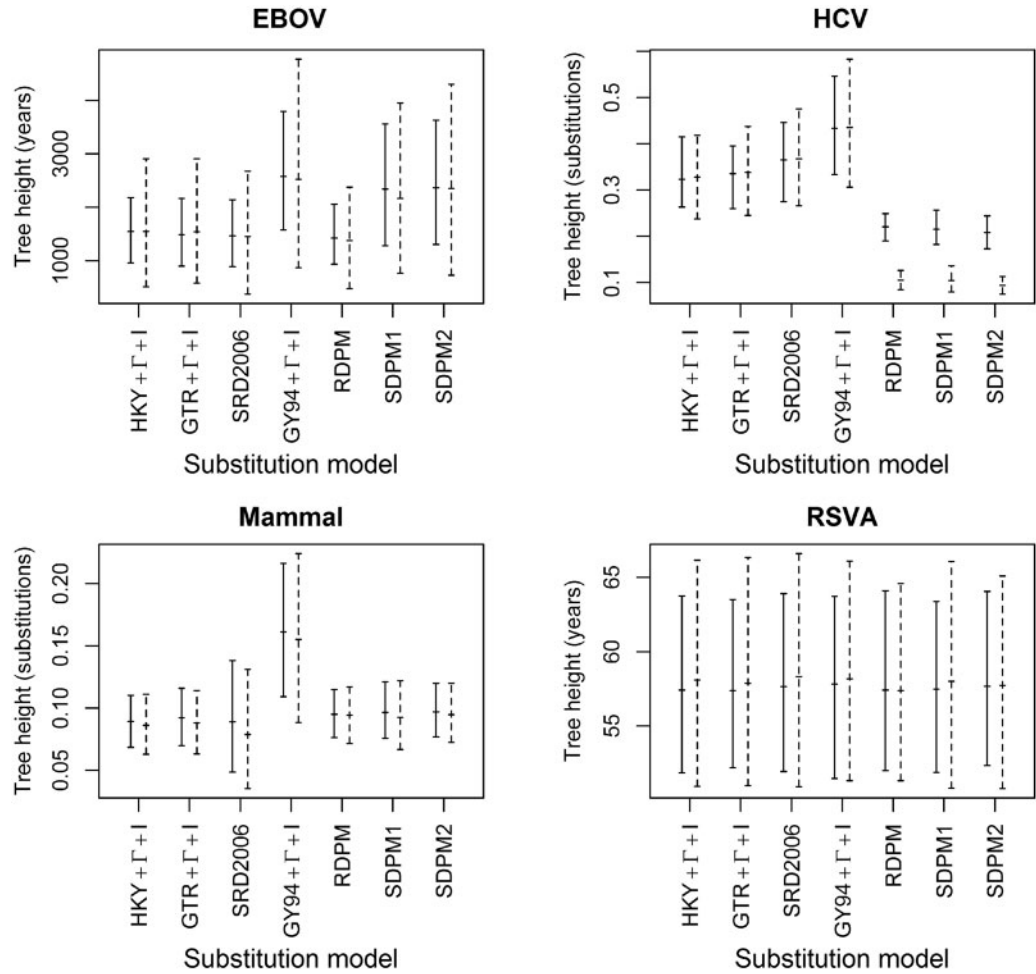 EBOV
Tree height (years)
3000
1000
HKY + Γ + I
GTR + Γ + I
SRD2006
GY94 + Γ + I
RDPM
SDPM1
SDPM2
Substitution model
HCV
Tree height (substitutions)
0.5
0.3
0.1
HKY + Γ + I
GTR + Γ + I
SRD2006
GY94 + Γ + I
RDPM
SDPM1
SDPM2
Substitution model
Mammal
Tree height (substitutions)
0.20
0.15
0.10
0.05
HKY + Γ + I
GTR + Γ + I
SRD2006
GY94 + Γ + I
RDPM
SDPM1
SDPM2
Substitution model
RSVA
Tree height (years)
65
60
55
HKY + Γ + I
GTR + Γ + I
SRD2006
GY94 + Γ + I
RDPM
SDPM1
SDPM2
Substitution model